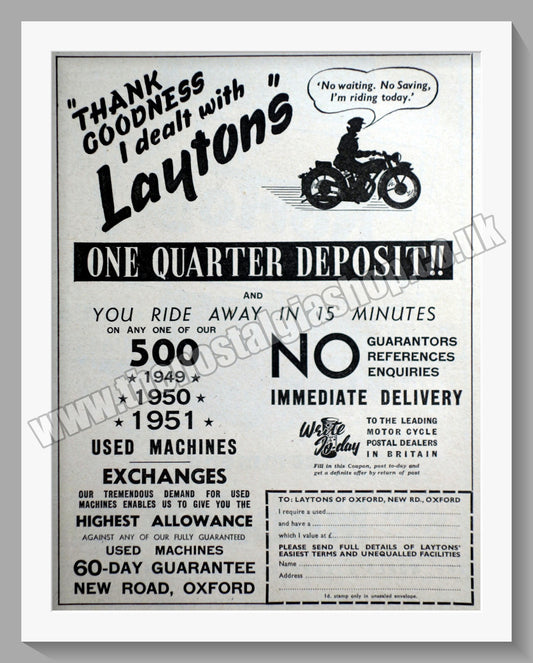 "THANK
GOODNESS
I dealt with
Laytons"
'No waiting. No Saving,
I'm riding today.'
ONE QUARTER DEPOSIT!!
AND
YOU RIDE AWAY IN 15 MINUTES
ON ANY ONE OF OUR
500
★ 1949 ★
★ 1950 ★
★ 1951 ★
USED MACHINES
EXCHANGES
OUR TREMENDOUS DEMAND FOR USED
MACHINES ENABLES US TO GIVE YOU THE
HIGHEST ALLOWANCE
AGAINST ANY OF OUR FULLY GUARANTEED
USED MACHINES
60-DAY GUARANTEE
NEW ROAD, OXFORD
NO GUARANTORS
REFERENCES
ENQUIRIES
IMMEDIATE DELIVERY
Write
To-day
TO THE LEADING
MOTOR CYCLE
POSTAL DEALERS
IN BRITAIN
Fill in this Coupon, post to-day and
get a definite offer by return of post
TO: LAYTONS OF OXFORD, NEW RD., OXFORD
I require a used
and have a
which I value at £
PLEASE SEND FULL DETAILS OF LAYTONS'
EASIEST TERMS AND UNEQUALLED FACILITIES
Name
Address
1d. stamp only in unsealed envelope.
www.thenostalgiashop.co.uk